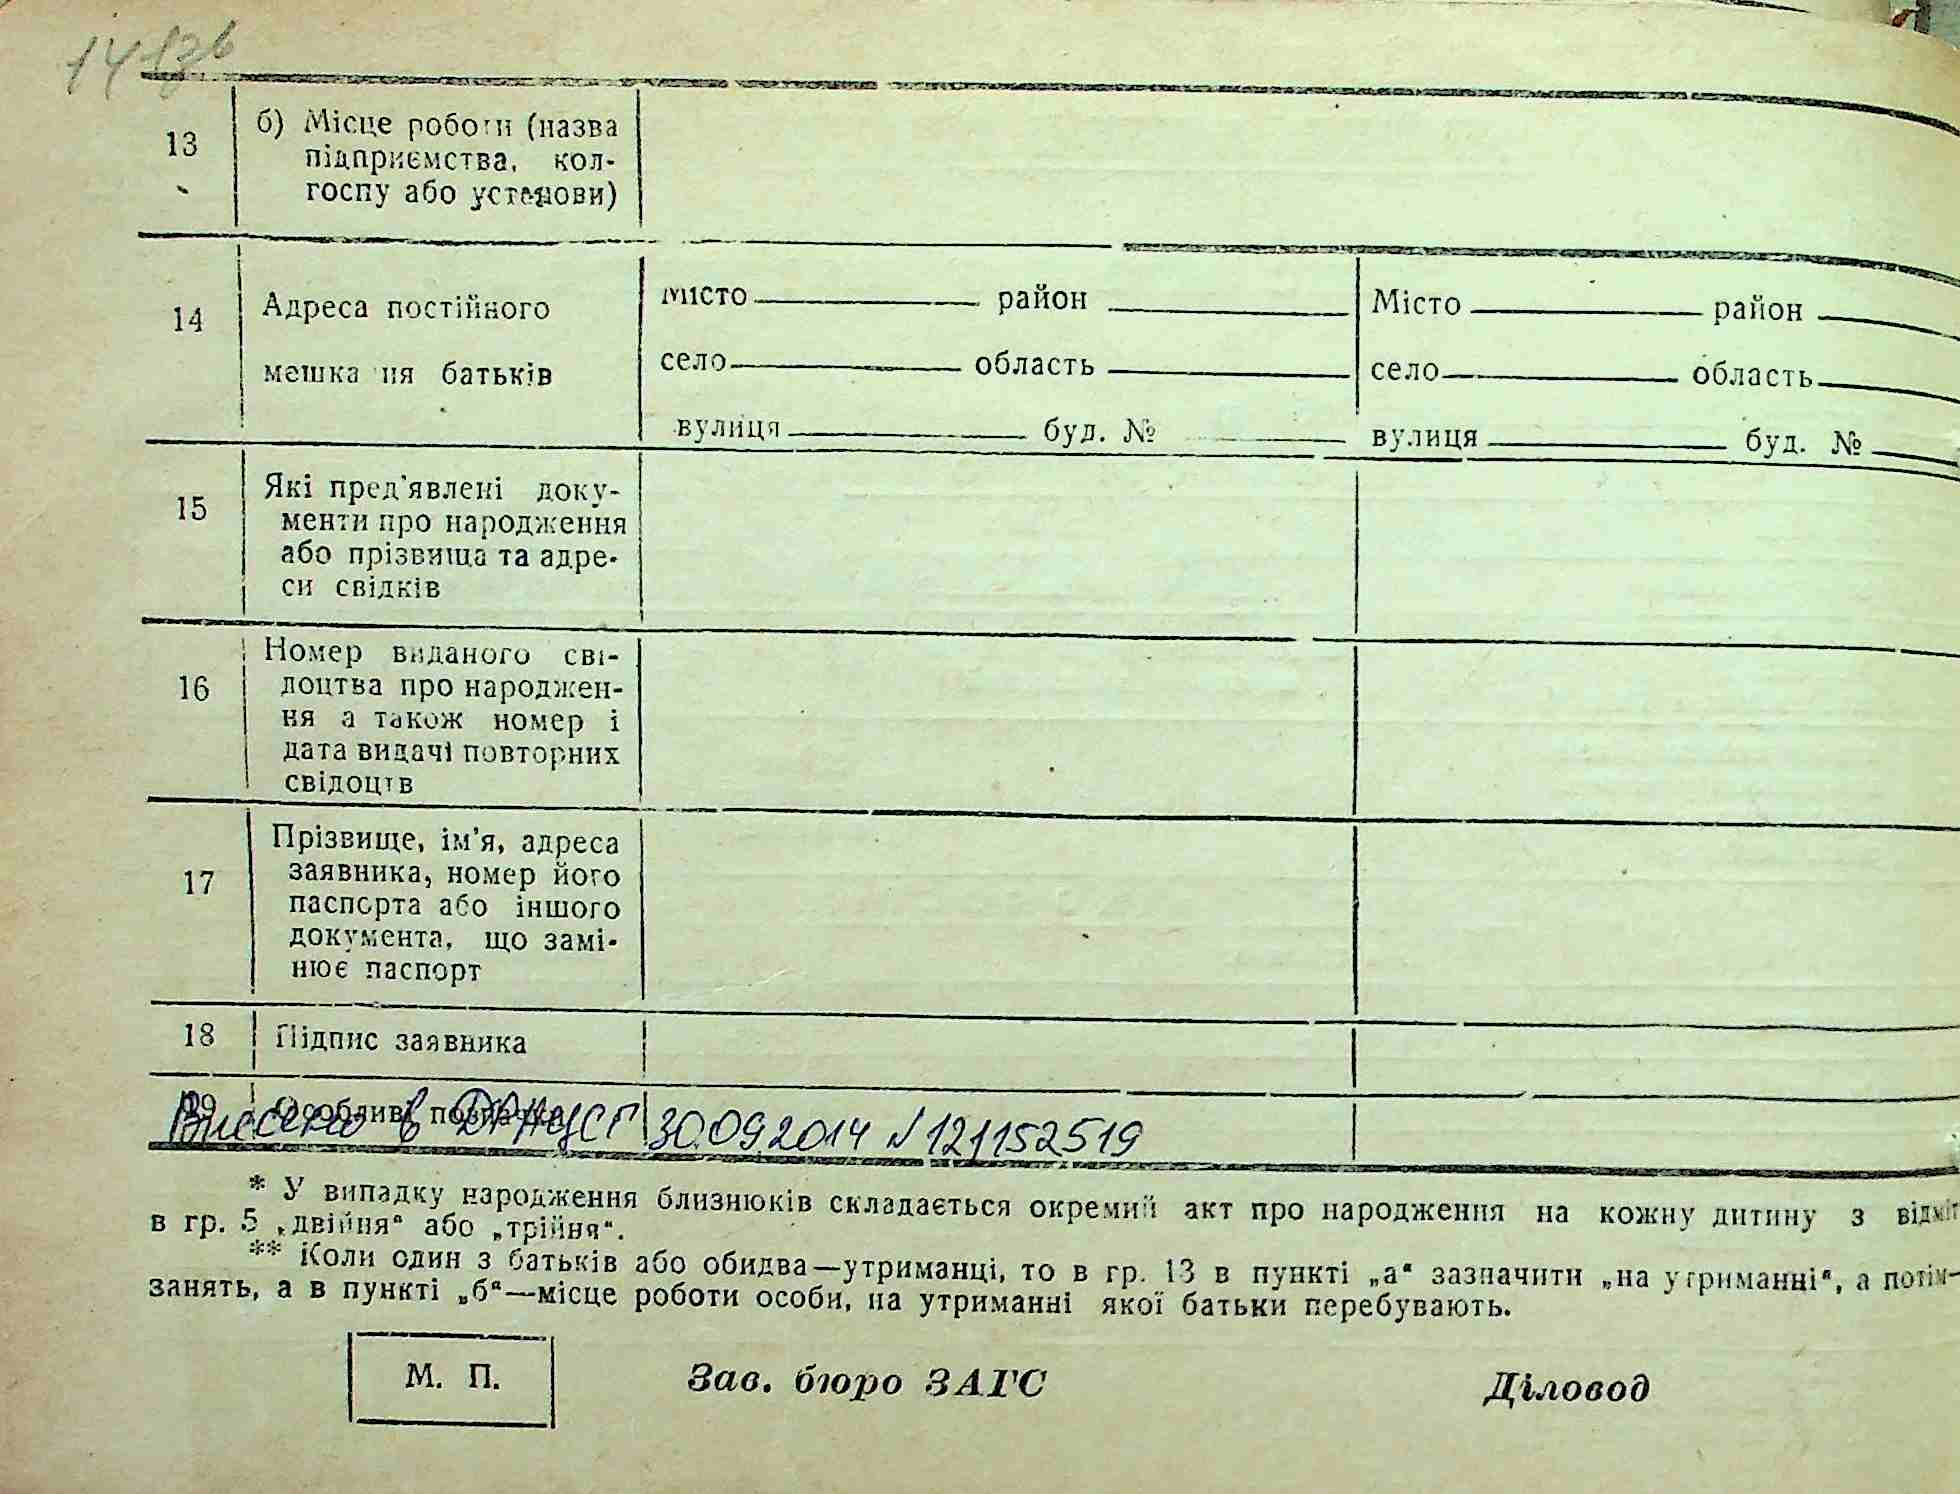 14 зв
13 б) Місце роботи (назва
підприємства, кол-
госпу або установи)
14 Адреса постійного
мешкання батьків
місто район
село область
вулиця буд. №
Місто район
село область
вулиця буд. №
15 Які пред'явлені доку-
менти про народження
або прізвища та адре-
си свідків
16 Номер виданого сві-
доцтва про народжен-
ня а також номер і
дата видачі повторних
свідоцтв
17 Прізвище, ім'я, адреса
заявника, номер його
паспорта або іншого
документа, що замі-
нює паспорт
18 Підпис заявника
19 Особливі позначки
Внесено в ДРАЦСГ 30.09.2014 № 121152519
* У випадку народження близнюків складається окремий акт про народження на кожну дитину з відміт
в гр. 5 „двійня“ або „трійня“.
** Коли один з батьків або обидва—утриманці, то в гр. 13 в пункті „а“ зазначити „на утриманні“, а потім—
занять, а в пункті „б“—місце роботи особи, на утриманні якої батьки перебувають.
М. П. Зав. бюро ЗАГС Діловод